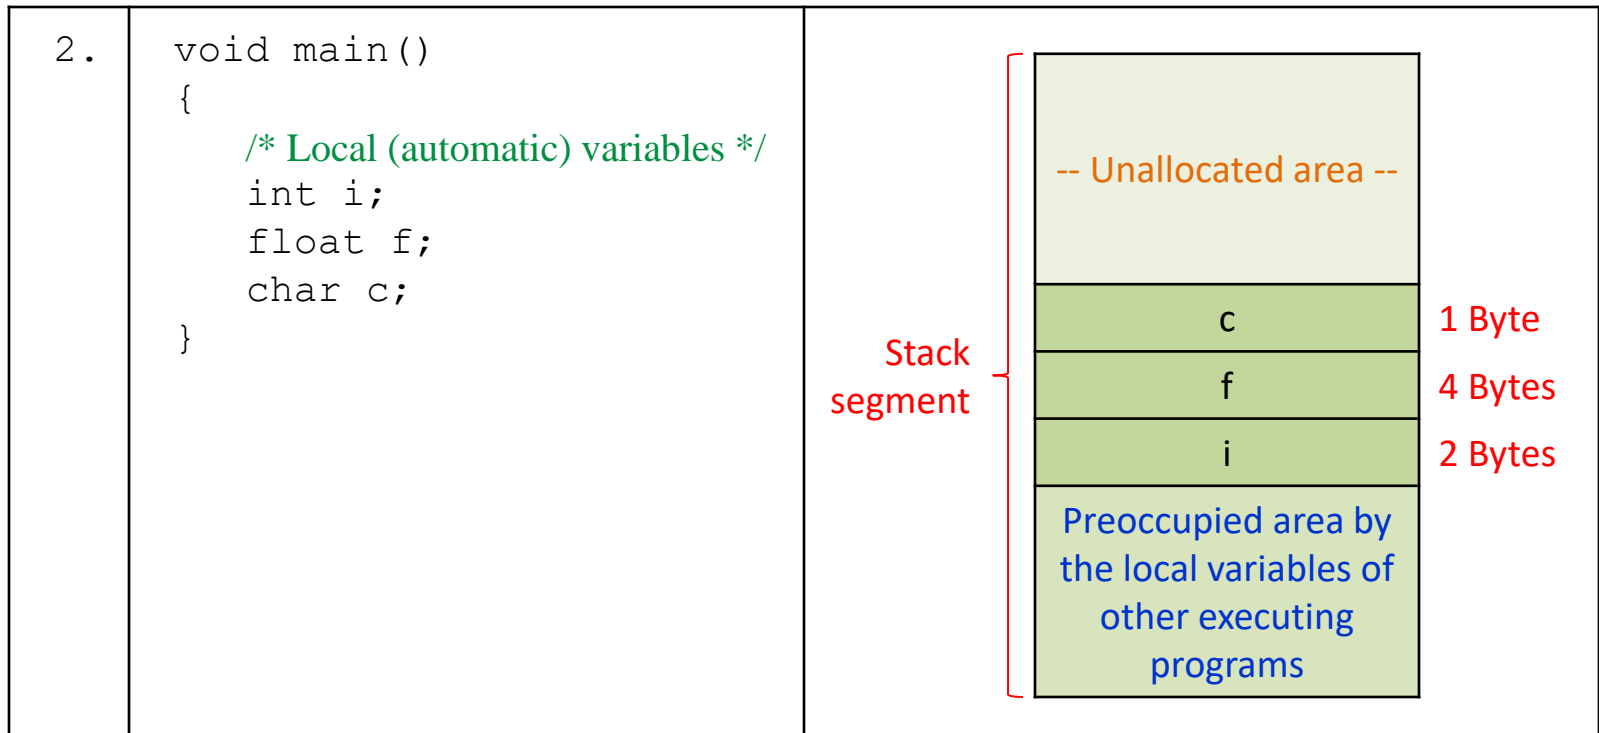 2.
void main()
{
/* Local (automatic) variables */
int i;
float f;
char c;
}
Stack
segment
-- Unallocated area --
c
1 Byte
f
4 Bytes
i
2 Bytes
Preoccupied area by
the local variables of
other executing
programs